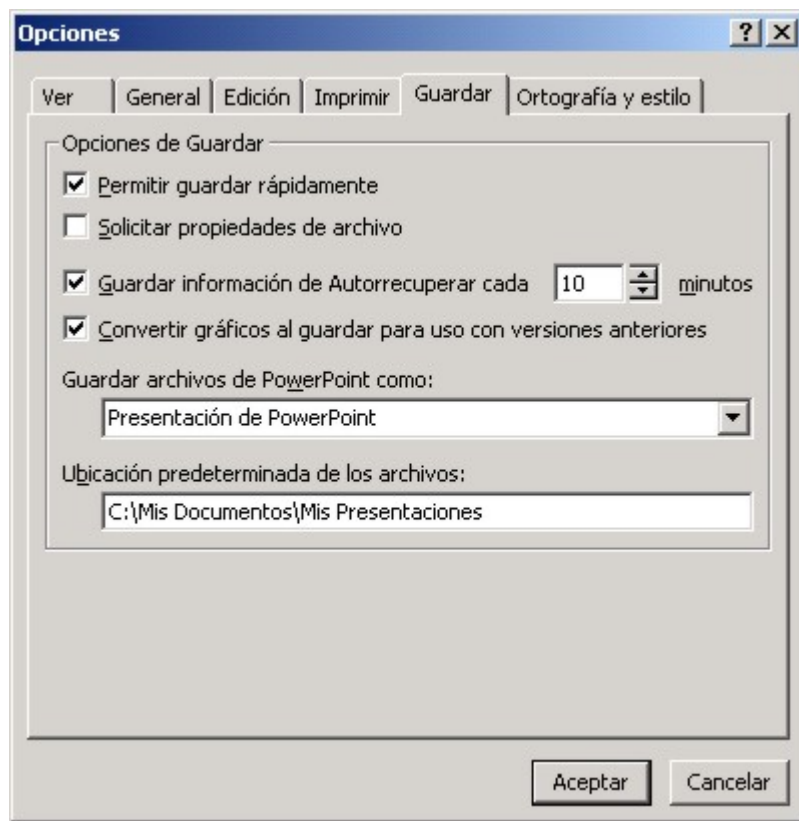 Opciones
Ver General Edición Imprimir Guardar Ortografía y estilo
Opciones de Guardar
Permitir guardar rápidamente
Solicitar propiedades de archivo
Guardar información de Autorrecuperar cada 10 minutos
Convertir gráficos al guardar para uso con versiones anteriores
Guardar archivos de PowerPoint como:
Presentación de PowerPoint
Ubicación predeterminada de los archivos:
C:\Mis Documentos\Mis Presentaciones
Aceptar Cancelar